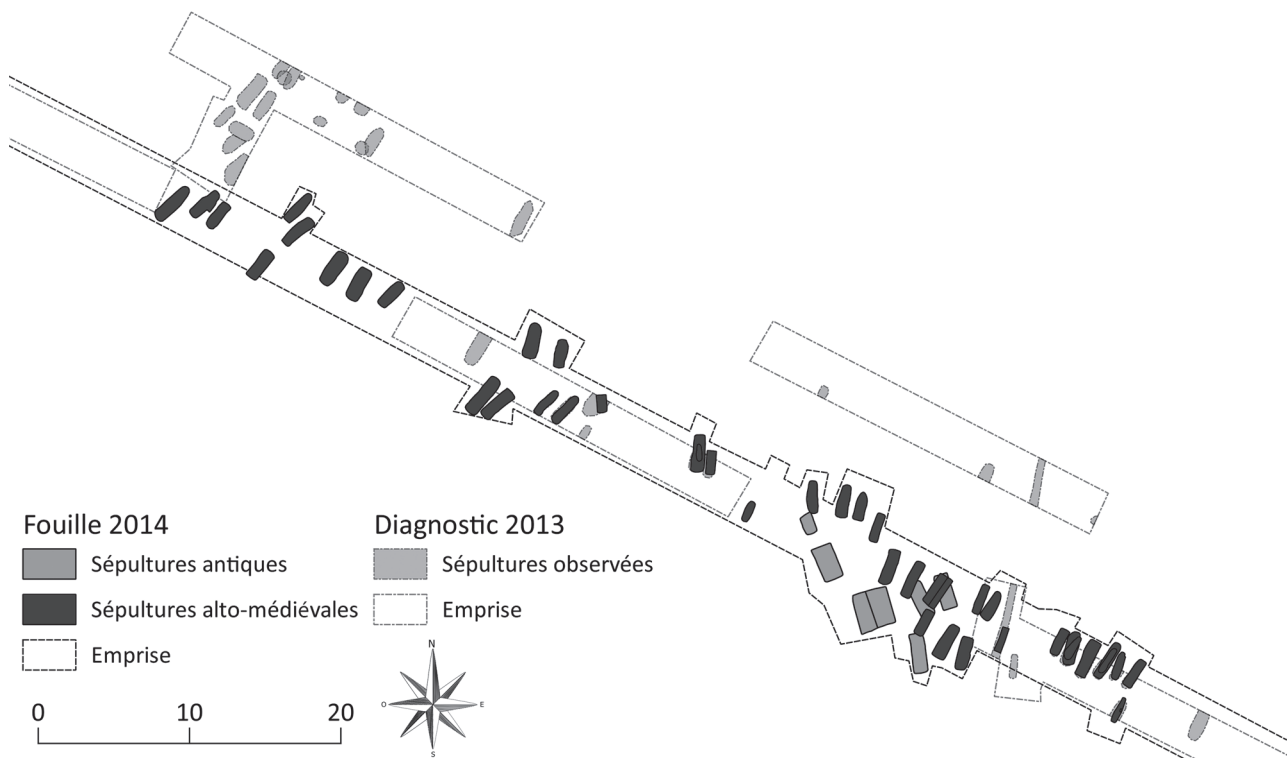 Fouille 2014
Sépultures antiques
Sépultures alto-médiévales
Emprise
Diagnostic 2013
Sépultures observées
Emprise
N
O
E
S
0 10 20